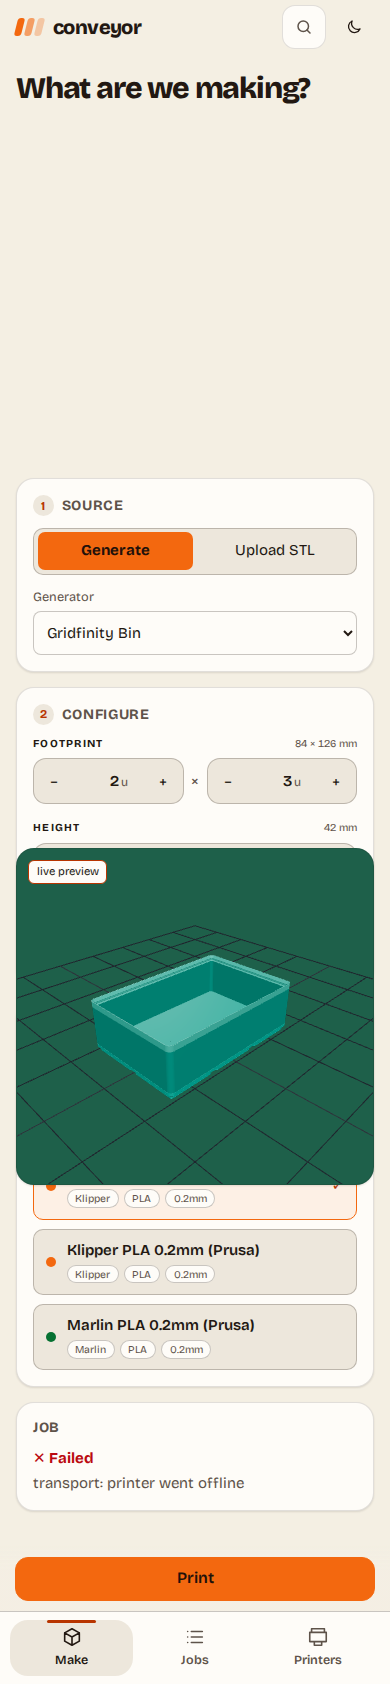 conveyor
What are we making?
1 SOURCE
Generate Upload STL
Generator
Gridfinity Bin
2 CONFIGURE
FOOTPRINT 84 × 126 mm
− 2 u + × − 3 u +
HEIGHT 42 mm
live preview
Klipper PLA 0.2mm
Klipper PLA 0.2mm (Prusa)
Klipper PLA 0.2mm
Marlin PLA 0.2mm (Prusa)
Marlin PLA 0.2mm
JOB
✕ Failed
transport: printer went offline
Print
Make Jobs Printers